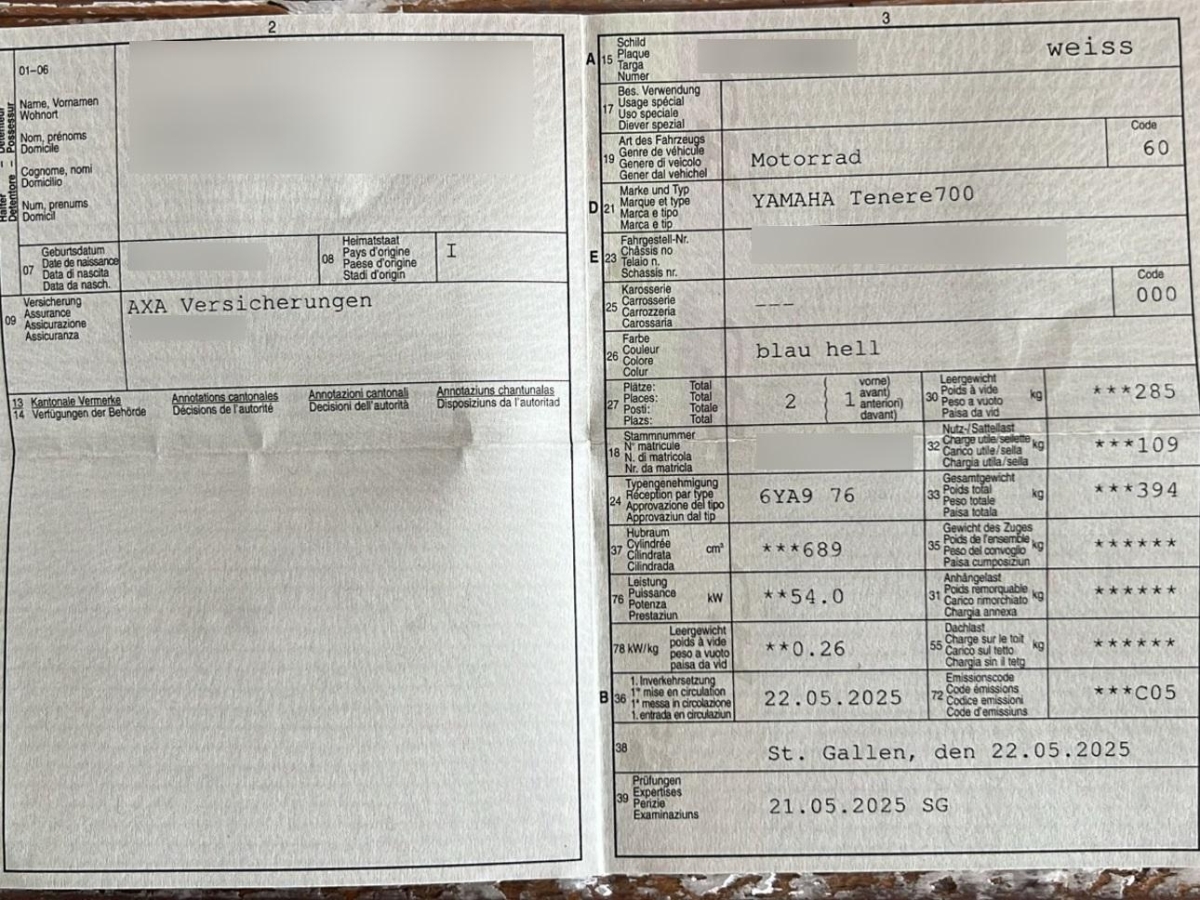 2
01–06
Name, Vornamen
Wohnort
Nom, prénoms
Domicile
Cognome, nomi
Domicilio
Num, prenums
Domicil
Halter – Détenteur
Detentore – Possessur
07
Geburtsdatum
Date de naissance
Data di nascita
Data da nasch.
08
Heimatstaat
Pays d'origine
Paese d'origine
Stadi d'origin
I
09
Versicherung
Assurance
Assicurazione
Assicuranza
AXA Versicherungen
13 Kantonale Vermerke
14 Verfügungen der Behörde
Annotations cantonales
Décisions de l'autorité
Annotazioni cantonali
Decisioni dell'autorità
Annotaziuns chantunalas
Disposiziuns da l'autoritad
3
A 15
Schild
Plaque
Targa
Numer
weiss
17
Bes. Verwendung
Usage spécial
Uso speciale
Diever spezial
19
Art des Fahrzeugs
Genre de véhicule
Genere di veicolo
Gener dal vehichel
Motorrad
Code
60
D 21
Marke und Typ
Marque et type
Marca e tipo
Marca e tip
YAMAHA Tenere700
E 23
Fahrgestell-Nr.
Châssis no
Telaio n.
Schassis nr.
25
Karosserie
Carrosserie
Carrozzeria
Carossaria
___
Code
000
26
Farbe
Couleur
Colore
Colur
blau hell
27
Plätze: Total
Places: Total
Posti: Totale
Plazs: Total
2 { 1
vorne)
avant)
anteriori)
davant)
30
Leergewicht
Poids à vide
Peso a vuoto
Paisa da vid
kg
***285
18
Stammnummer
N° matricule
N. di matricola
Nr. da matricla
32
Nutz-/Sattellast
Charge utile/sellette
Carico utile/sella
Chargia utila/sella
kg
***109
24
Typengenehmigung
Réception par type
Approvazione del tipo
Approvaziun dal tip
6YA9 76
33
Gesamtgewicht
Poids total
Peso totale
Paisa totala
kg
***394
37
Hubraum
Cylindrée
Cilindrata
Cilindrada
cm³
***689
35
Gewicht des Zuges
Poids de l'ensemble
Peso del convoglio
Paisa cumposiziun
kg
******
76
Leistung
Puissance
Potenza
Prestaziun
kW
**54.0
31
Anhängelast
Poids remorquable
Carico rimorchiato
Chargia annexa
kg
******
78 kW/kg
Leergewicht
poids à vide
peso a vuoto
paisa da vid
**0.26
55
Dachlast
Charge sur le toit
Carico sul tetto
Chargia sin il tetg
kg
******
B 36
1. Inverkehrsetzung
1re mise en circulation
1a messa in circolazione
1. entrada en circulaziun
22.05.2025
72
Emissionscode
Code émissions
Codice emissioni
Code d'emissiuns
***C05
38
St. Gallen, den 22.05.2025
39
Prüfungen
Expertises
Perizie
Examinaziuns
21.05.2025 SG